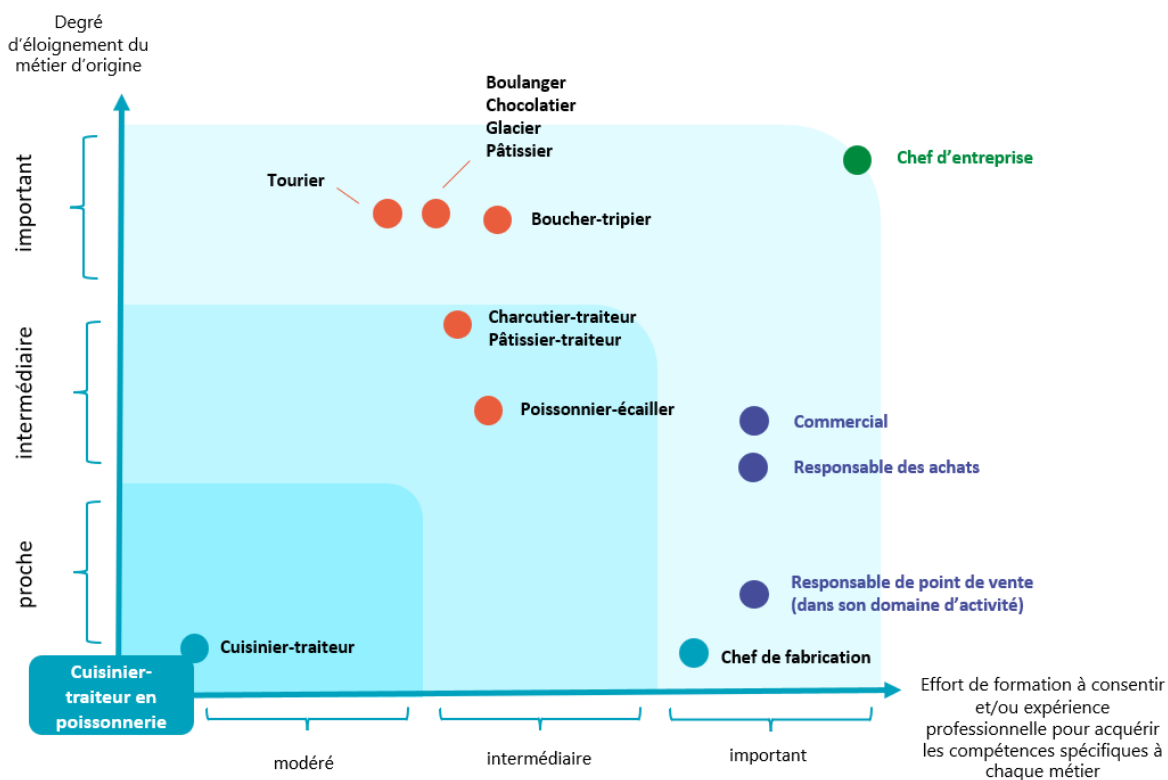 Degré
d'éloignement du
métier d'origine
Boulanger
Chocolatier
Glacier
Pâtissier
Tourier
Chef d'entreprise
Boucher-tripier
important
Charcutier-traiteur
Pâtissier-traiteur
Poissonnier-écailler
intermédiaire
Commercial
Responsable des achats
proche
Responsable de point de vente
(dans son domaine d'activité)
Cuisinier-traiteur
Chef de fabrication
Cuisinier-
traiteur en
poissonnerie
modéré
intermédiaire
important
Effort de formation à consentir
et/ou expérience
professionnelle pour acquérir
les compétences spécifiques à
chaque métier